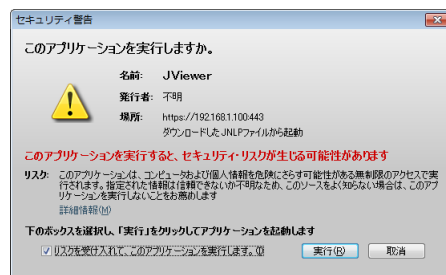 セキュリティ警告
このアプリケーションを実行しますか。
名前: JViewer
発行者: 不明
場所: https://192.168.1.100:443
ダウンロードしたJNLPファイルから起動
このアプリケーションを実行すると、セキュリティ・リスクが生じる可能性があります
リスク: このアプリケーションは、コンピュータおよび個人情報を危険にさらす可能性がある無制限のアクセスで実
行されます。指定された情報は信頼できないか不明なため、このソースをよく知らない場合は、このアプ
リケーションを実行しないことをお薦めします
詳細情報(M)
下のボックスを選択し、「実行」をクリックしてアプリケーションを起動します
リスクを受け入れて、このアプリケーションを実行します。(I)
実行(R) 取消